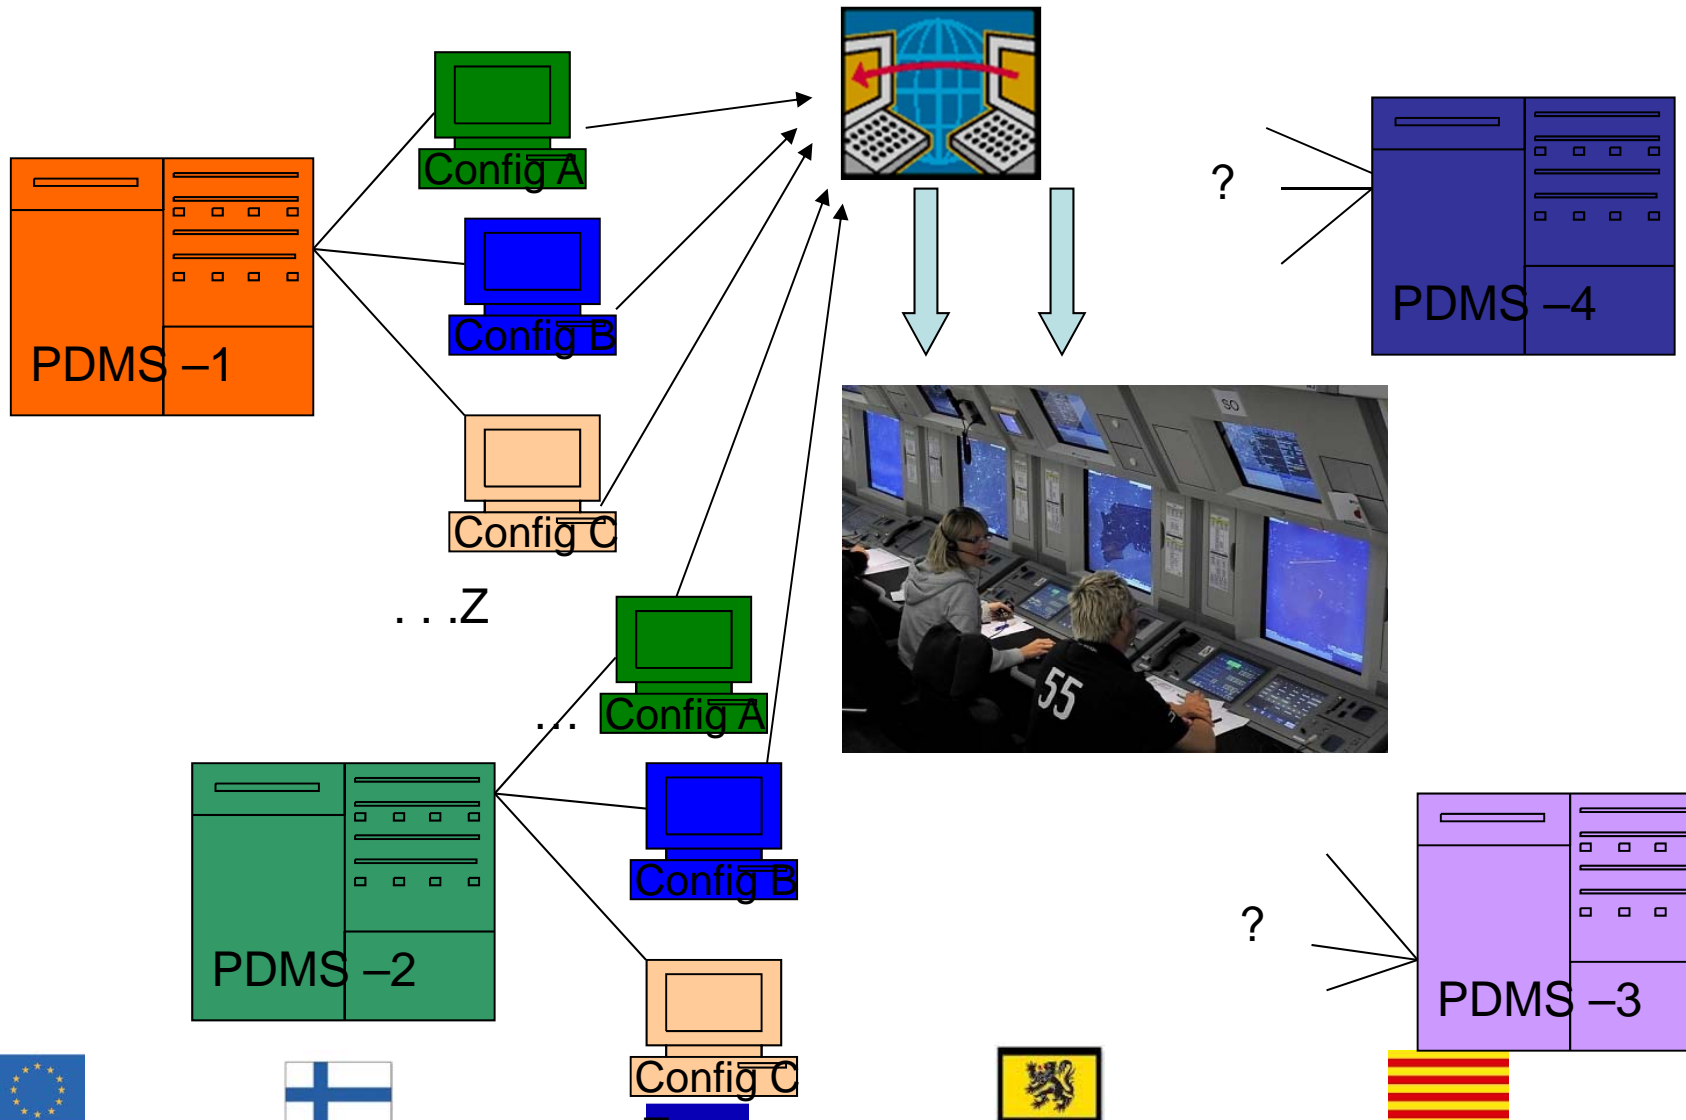 Config A
?
Config B
PDMS –4
PDMS –1
SO
Config C
. . .Z
55
… Config A
Config B
?
PDMS –2
PDMS –3
Config C